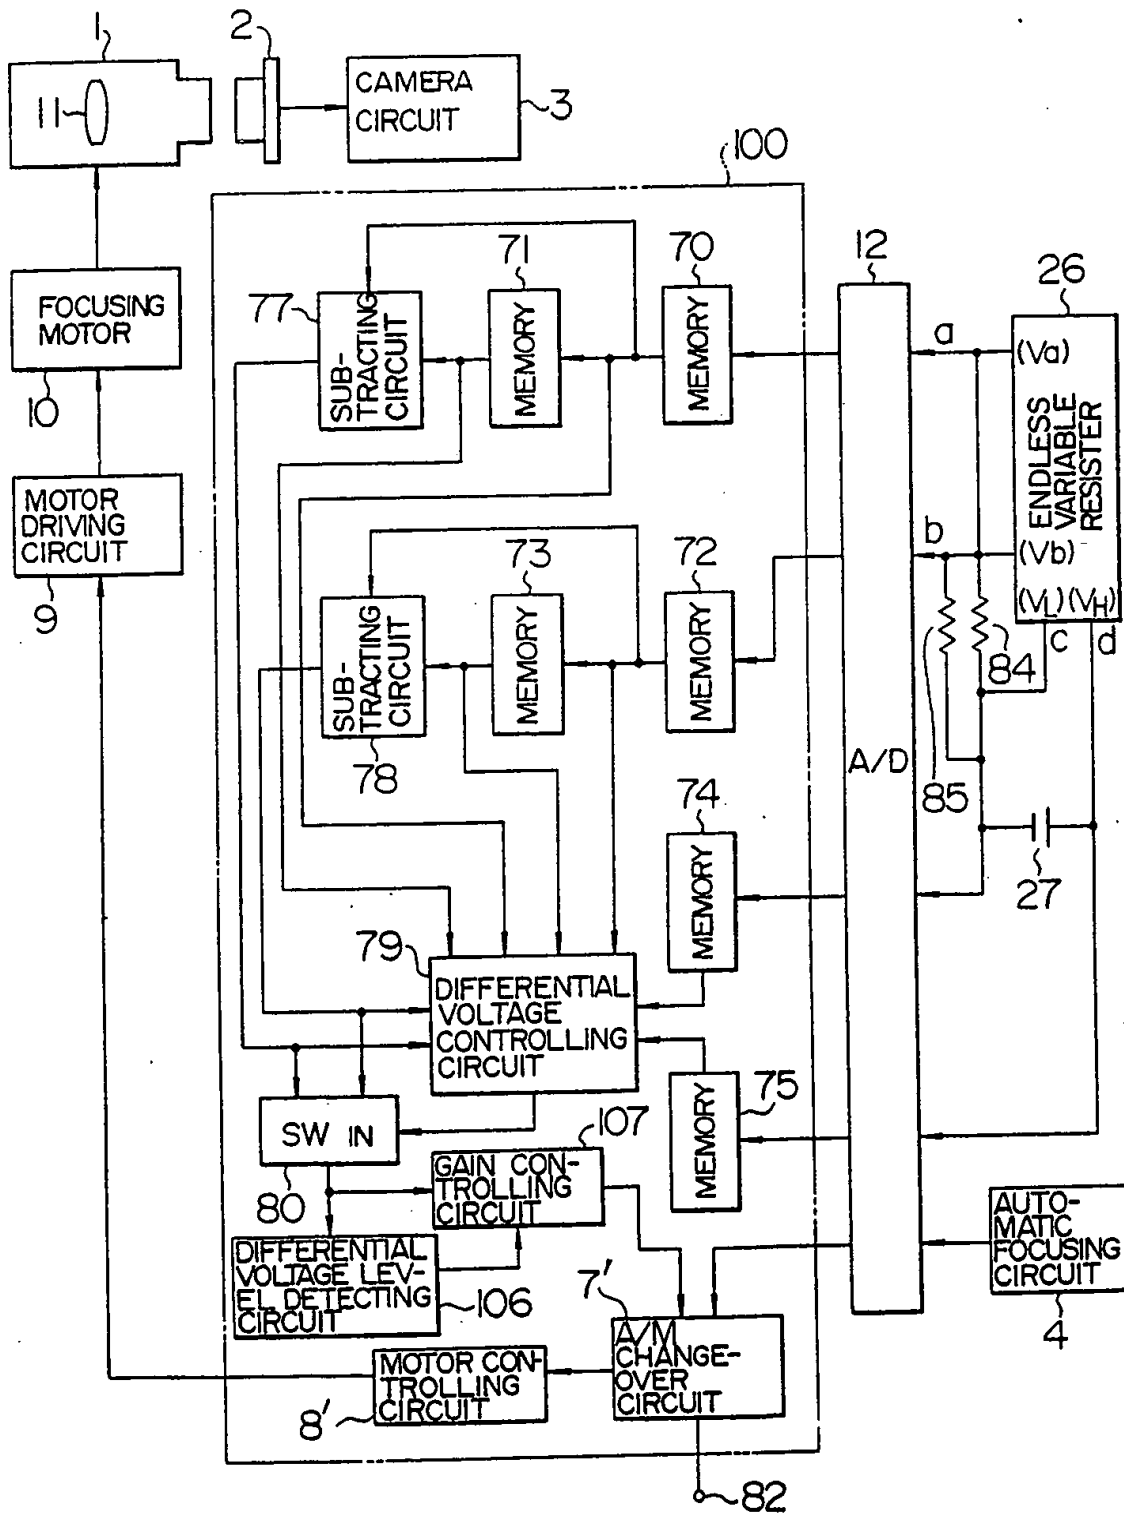 1
2
11
CAMERA
CIRCUIT
3
100
FOCUSING
MOTOR
10
MOTOR
DRIVING
CIRCUIT
9
77
SUB-
TRACTING
CIRCUIT
71
MEMORY
70
MEMORY
12
A/D
26
a
(Va)
ENDLESS
VARIABLE
RESISTER
b
(Vb)
(VL)
(VH)
c
d
84
85
27
SUB-
TRACTING
CIRCUIT
78
73
MEMORY
72
MEMORY
74
MEMORY
79
DIFFERENTIAL
VOLTAGE
CONTROLLING
CIRCUIT
75
MEMORY
SW IN
80
107
GAIN CON-
TROLLING
CIRCUIT
DIFFERENTIAL
VOLTAGE LEV-
EL DETECTING
CIRCUIT
106
7'
A/M
CHANGE-
OVER
CIRCUIT
AUTO-
MATIC
FOCUSING
CIRCUIT
4
MOTOR CON-
TROLLING
CIRCUIT
8'
82